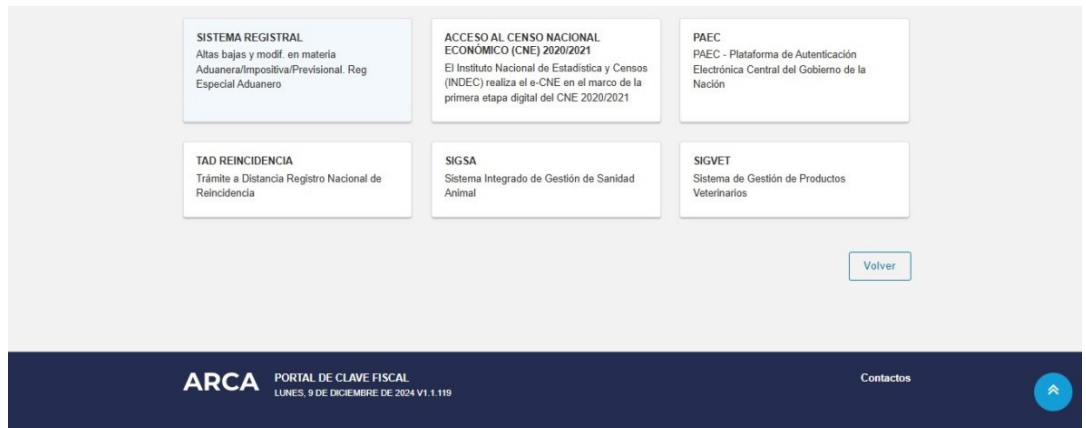 SISTEMA REGISTRAL
Altas bajas y modif. en materia
Aduanera/Impositiva/Previsional. Reg
Especial Aduanero
ACCESO AL CENSO NACIONAL
ECONÓMICO (CNE) 2020/2021
El Instituto Nacional de Estadística y Censos
(INDEC) realiza el e-CNE en el marco de la
primera etapa digital del CNE 2020/2021
PAEC
PAEC - Plataforma de Autenticación
Electrónica Central del Gobierno de la
Nación
TAD REINCIDENCIA
Trámite a Distancia Registro Nacional de
Reincidencia
SIGSA
Sistema Integrado de Gestión de Sanidad
Animal
SIGVET
Sistema de Gestión de Productos
Veterinarios
Volver
ARCA
PORTAL DE CLAVE FISCAL
LUNES, 9 DE DICIEMBRE DE 2024 V1.1.119
Contactos